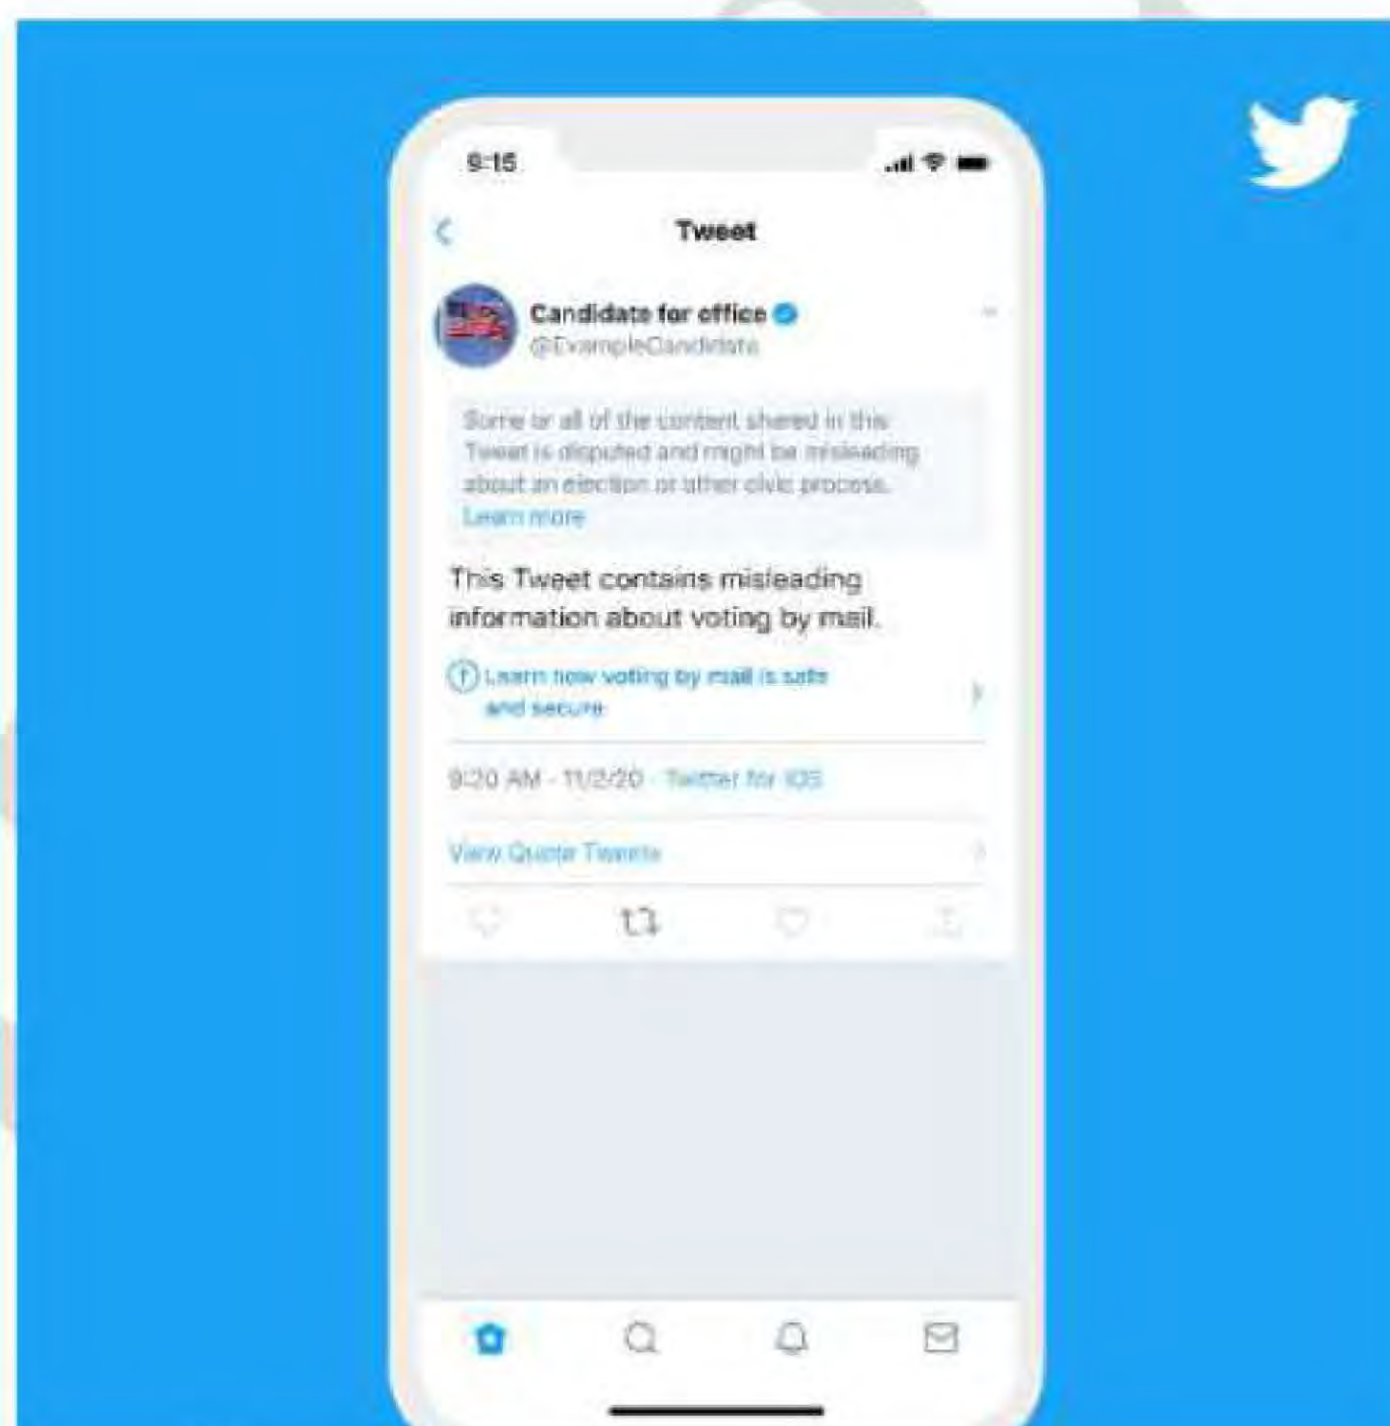 9:15
Tweet
Candidate for office
@ExampleCandidate
Some or all of the content shared in this
Tweet is disputed and might be misleading
about an election or other civic process.
Learn more
This Tweet contains misleading
information about voting by mail.
Learn how voting by mail is safe
and secure
9:20 AM - 11/2/20 · Twitter for iOS
View Quote Tweets